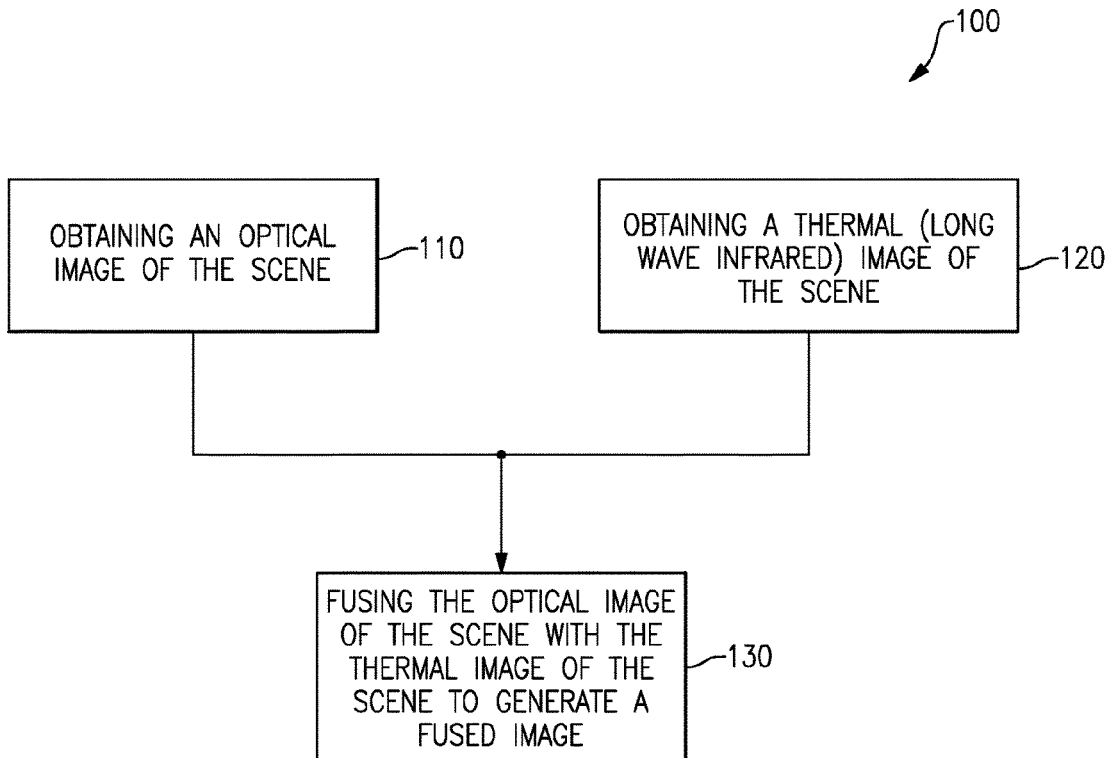 100
OBTAINING AN OPTICAL
IMAGE OF THE SCENE
110
OBTAINING A THERMAL (LONG
WAVE INFRARED) IMAGE OF
THE SCENE
120
FUSING THE OPTICAL IMAGE
OF THE SCENE WITH THE
THERMAL IMAGE OF THE
SCENE TO GENERATE A
FUSED IMAGE
130